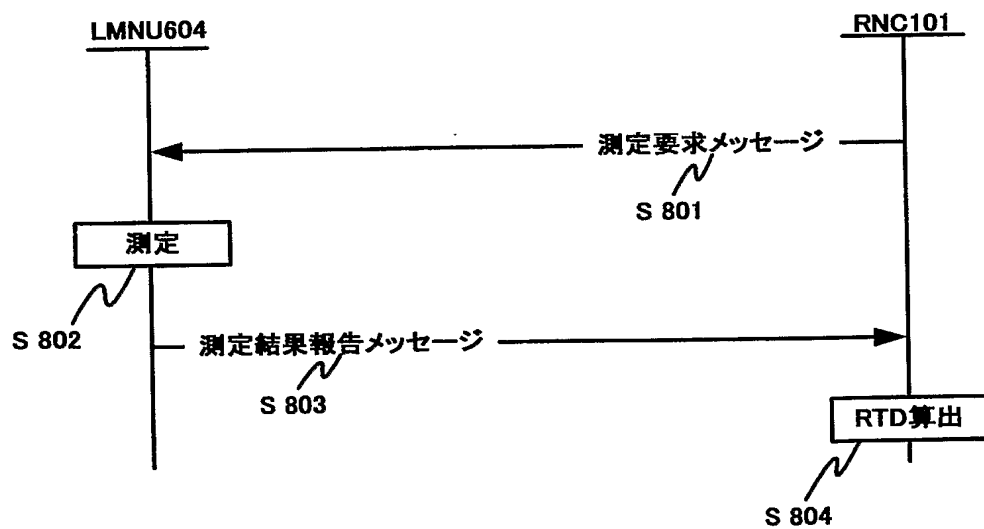 LMNU604
RNC101
測定要求メッセージ
S 801
測定
S 802
測定結果報告メッセージ
S 803
RTD算出
S 804